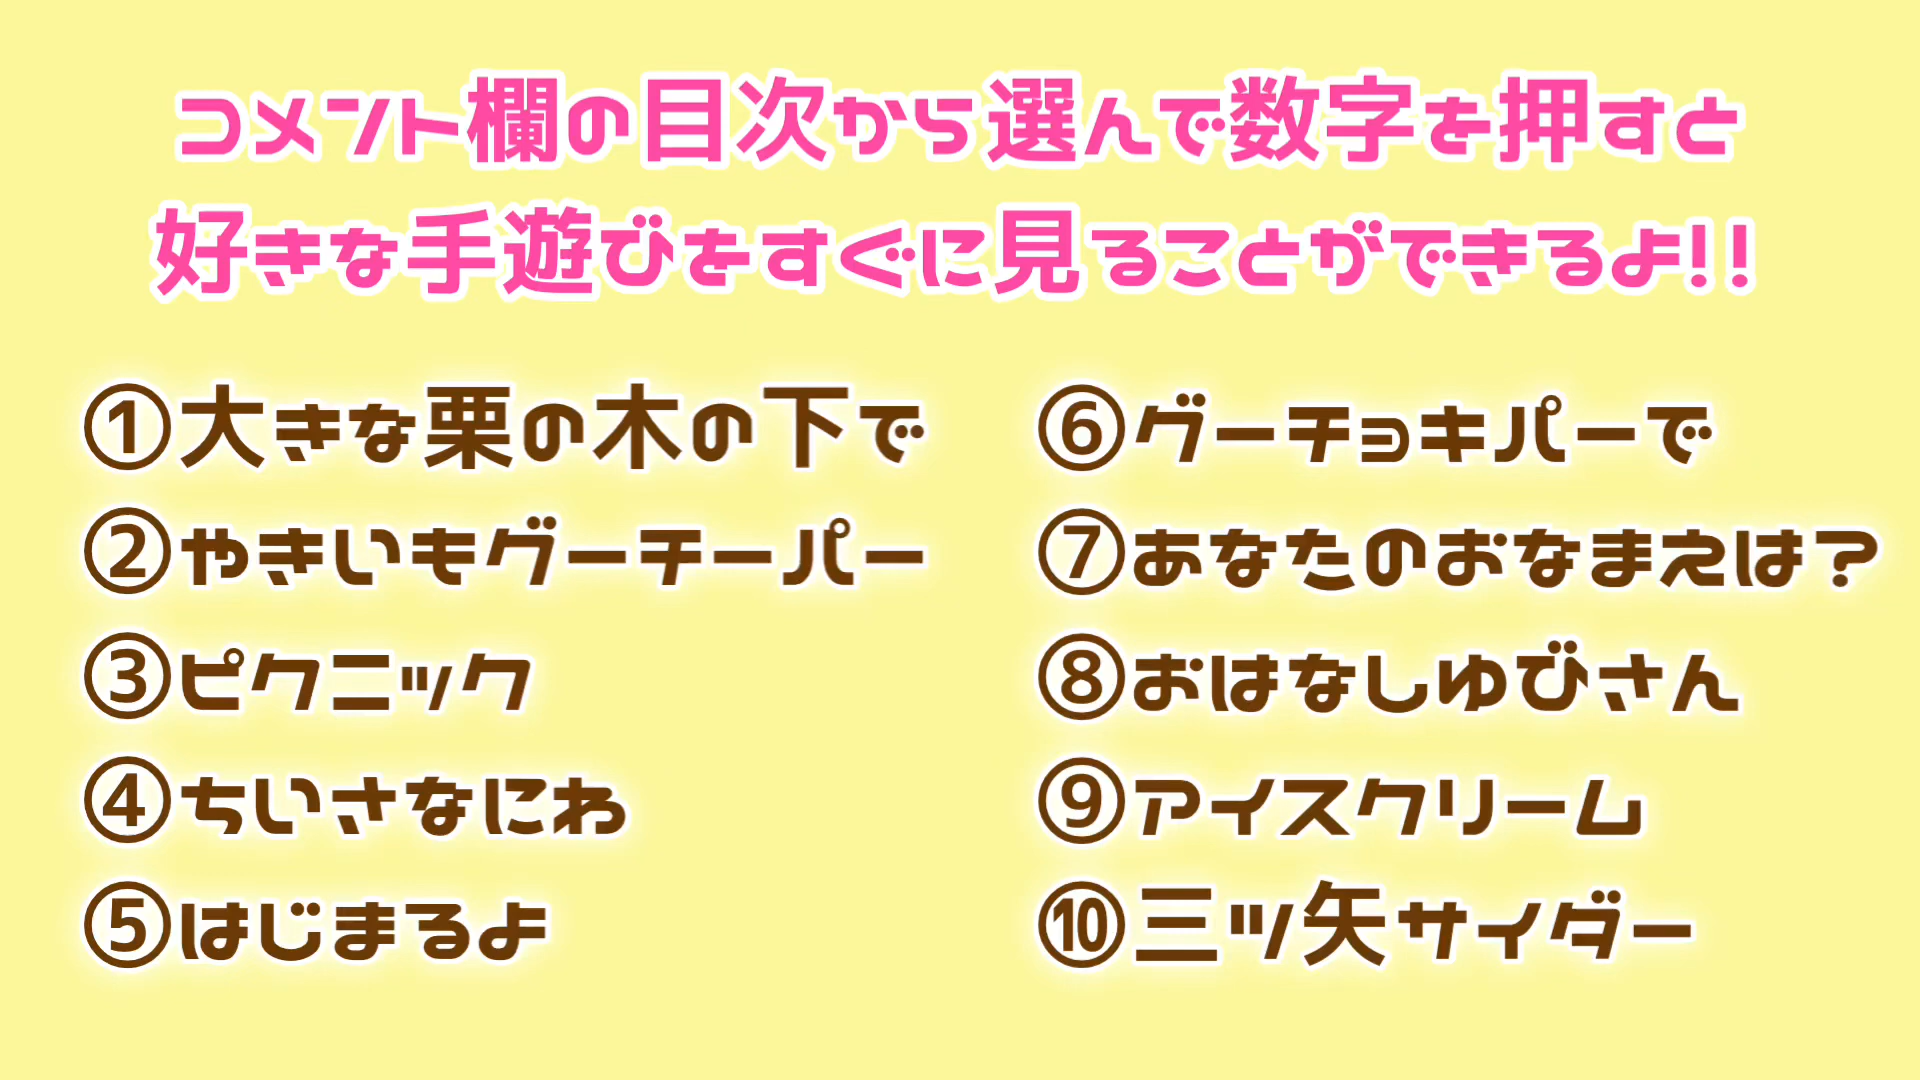 コメント欄の目次から選んで数字を押すと
好きな手遊びをすぐに見ることができるよ!!
①大きな栗の木の下で
②やきいもグーチーパー
③ピクニック
④ちいさなにわ
⑤はじまるよ
⑥グーチョキパーで
⑦あなたのおなまえは？
⑧おはなしゆびさん
⑨アイスクリーム
⑩三ツ矢サイダー